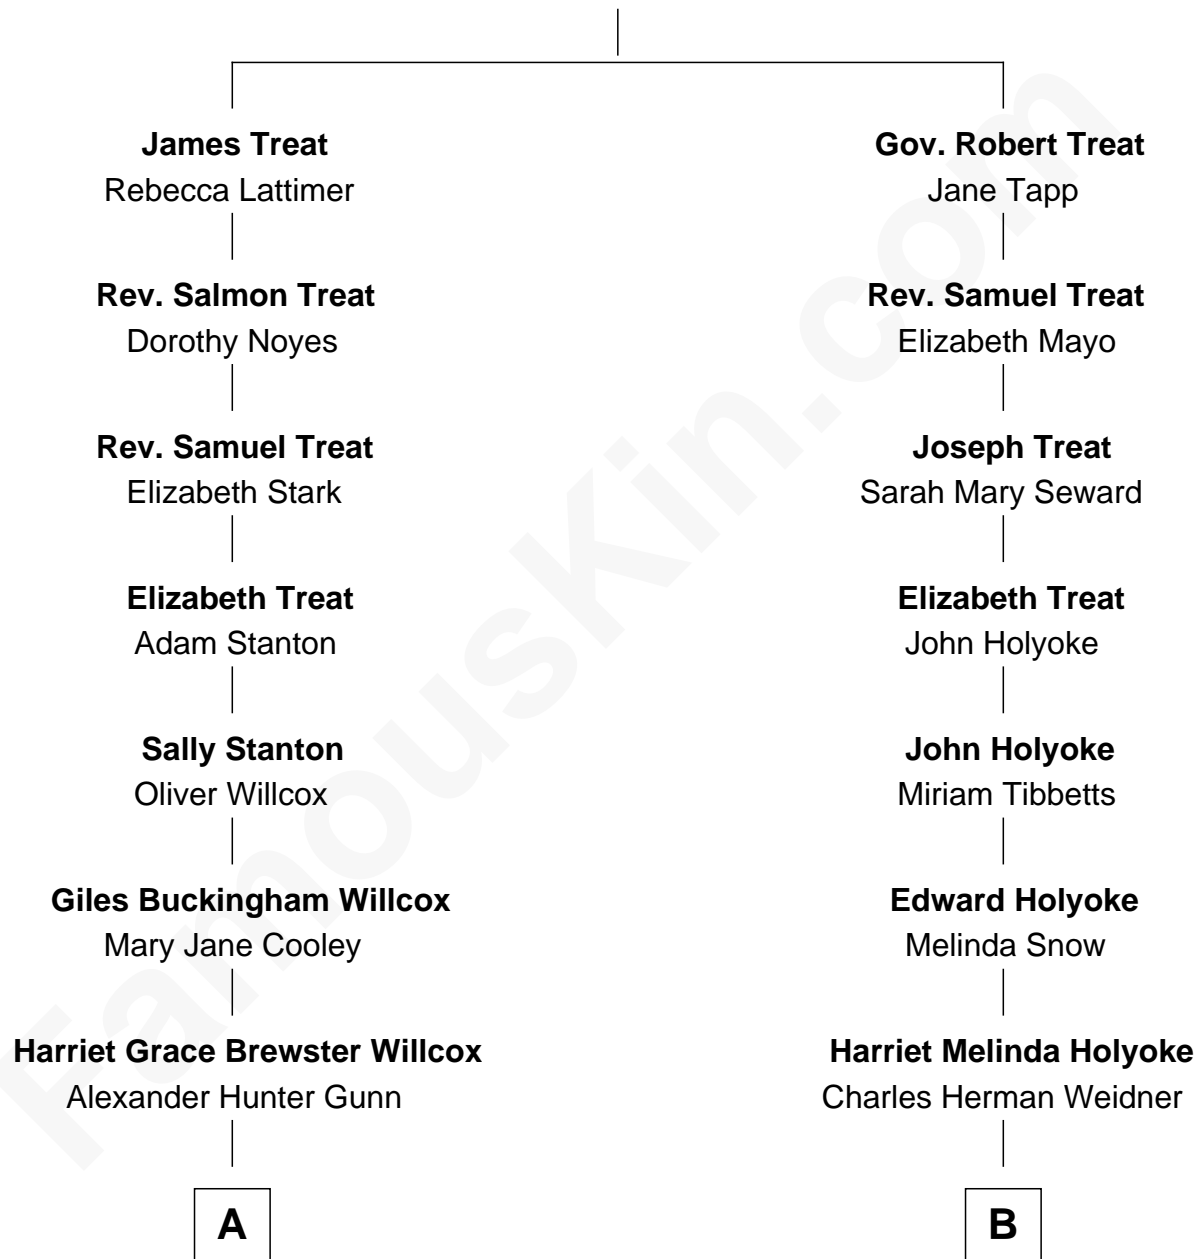 James Treat
Rebecca Lattimer
Gov. Robert Treat
Jane Tapp
Rev. Salmon Treat
Dorothy Noyes
Rev. Samuel Treat
Elizabeth Mayo
Rev. Samuel Treat
Elizabeth Stark
Joseph Treat
Sarah Mary Seward
Elizabeth Treat
Adam Stanton
Elizabeth Treat
John Holyoke
Sally Stanton
Oliver Willcox
John Holyoke
Miriam Tibbetts
Giles Buckingham Willcox
Mary Jane Cooley
Edward Holyoke
Melinda Snow
Harriet Grace Brewster Willcox
Alexander Hunter Gunn
Harriet Melinda Holyoke
Charles Herman Weidner
A
B
FamousKin.com